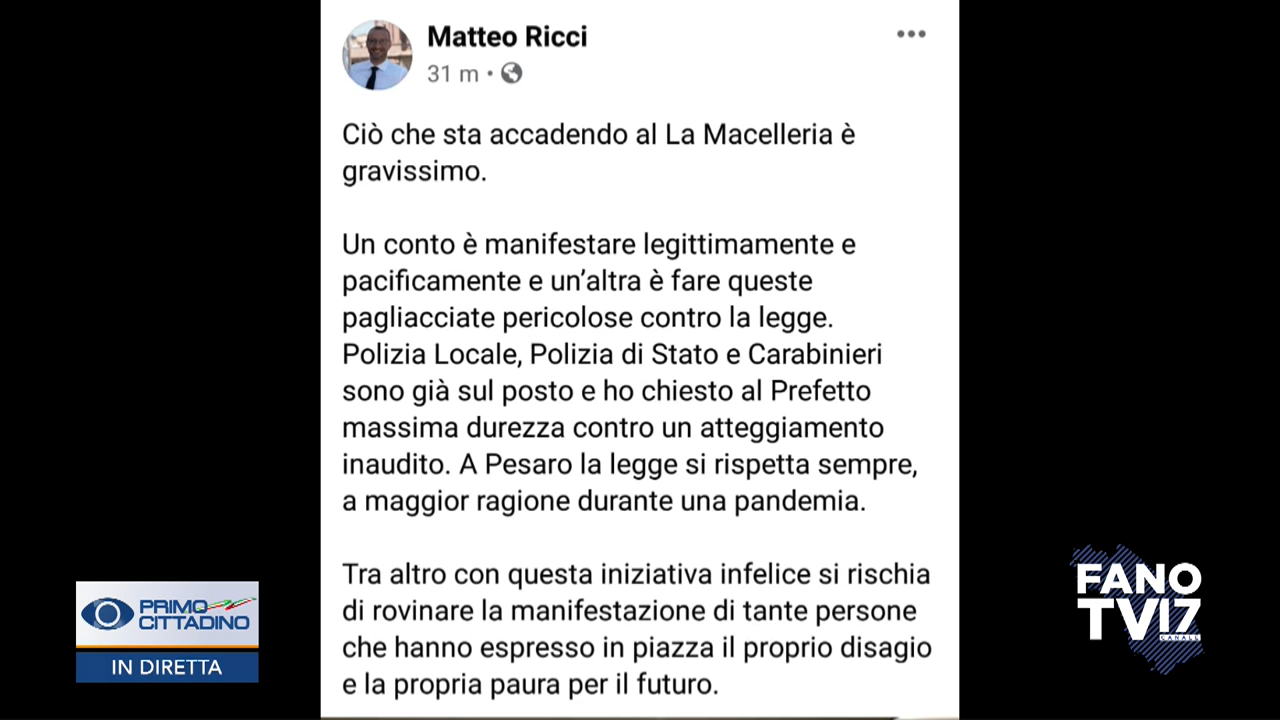 Matteo Ricci
31 m •
Ciò che sta accadendo al La Macelleria è
gravissimo.
Un conto è manifestare legittimamente e
pacificamente e un’altra è fare queste
pagliacciate pericolose contro la legge.
Polizia Locale, Polizia di Stato e Carabinieri
sono già sul posto e ho chiesto al Prefetto
massima durezza contro un atteggiamento
inaudito. A Pesaro la legge si rispetta sempre,
a maggior ragione durante una pandemia.
Tra altro con questa iniziativa infelice si rischia
di rovinare la manifestazione di tante persone
che hanno espresso in piazza il proprio disagio
e la propria paura per il futuro.
PRIMO
CITTADINO
IN DIRETTA
FANO
TV17
CANALE